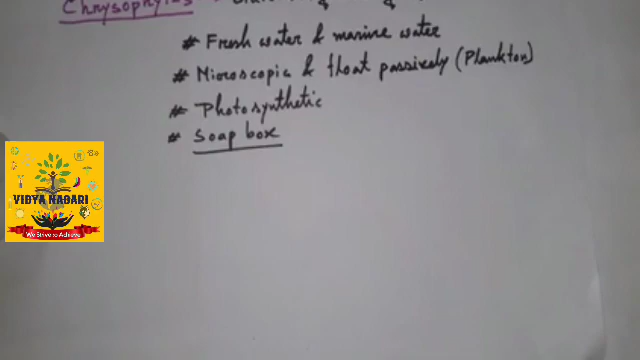 Chrysophytes
# Fresh water & marine water
# Microscopic & float passively (Plankton)
# Photosynthetic
# Soap box
VIDYA NAGARI
We Strive to Achieve